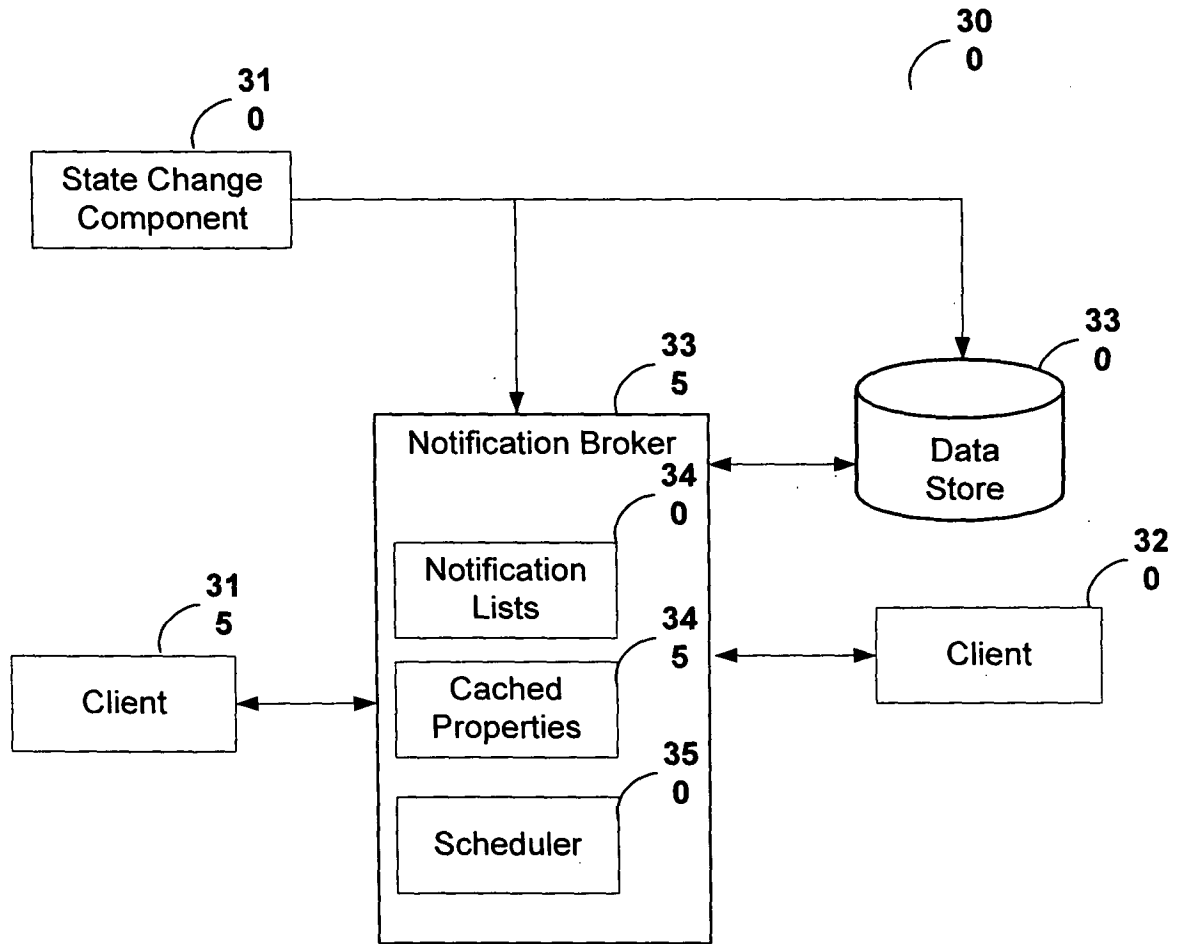 30
0
31
0
State Change
Component
33
0
33
5
Notification Broker
Data
Store
34
0
Notification
Lists
32
0
Client
31
5
Client
34
5
Cached
Properties
35
0
Scheduler